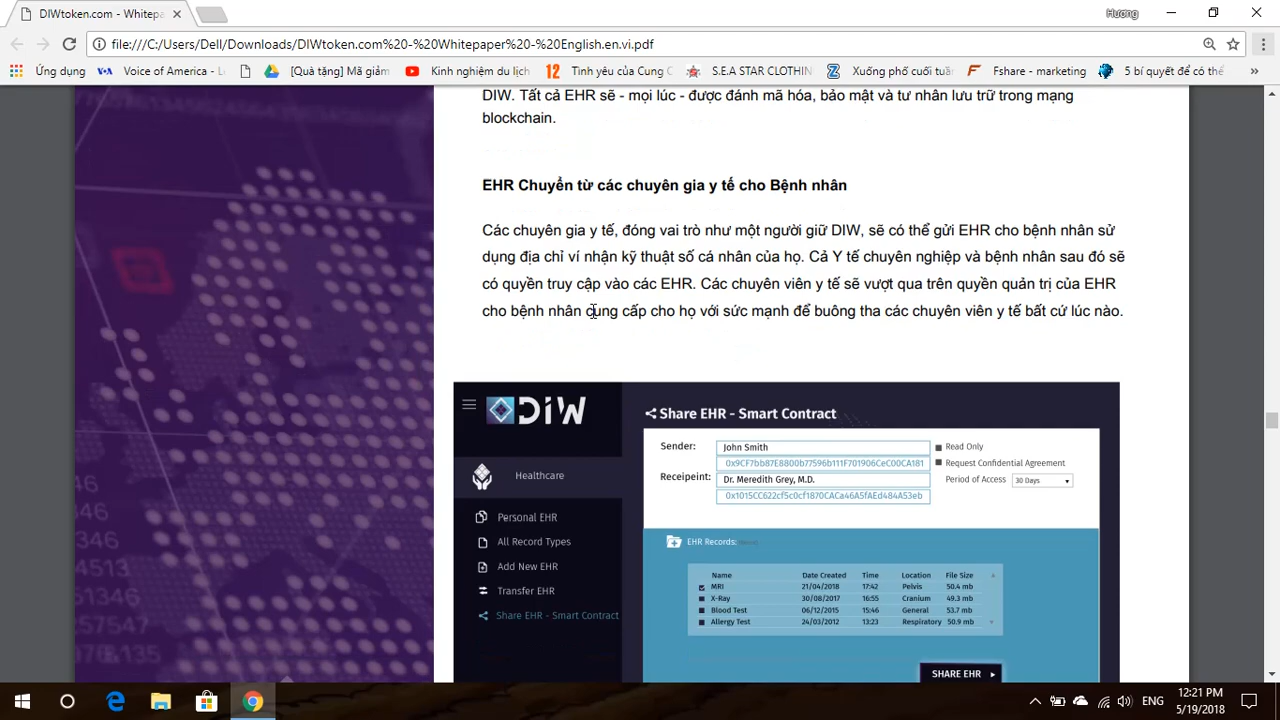 DIWtoken.com - Whitepa
Hương
file:///C:/Users/Dell/Downloads/DIWtoken.com%20-%20Whitepaper%20-%20English.en.vi.pdf
Ứng dụng
VOA
Voice of America - L
[Quà tặng] Mã giảm
Kinh nghiệm du lịch
12
Tinh yêu của Cung C
S.E.A STAR CLOTHIN
Z
Xuống phố cuối tuần
F
Fshare - marketing
5 bí quyết để có thể
DIW. Tất cả EHR sẽ - mọi lúc - được đánh mã hóa, bảo mật và tư nhân lưu trữ trong mạng
blockchain.
EHR Chuyển từ các chuyên gia y tế cho Bệnh nhân
Các chuyên gia y tế, đóng vai trò như một người giữ DIW, sẽ có thể gửi EHR cho bệnh nhân sử
dụng địa chỉ ví nhận kỹ thuật số cá nhân của họ. Cả Y tế chuyên nghiệp và bệnh nhân sau đó sẽ
có quyền truy cập vào các EHR. Các chuyên viên y tế sẽ vượt qua trên quyền quản trị của EHR
cho bệnh nhân cung cấp cho họ với sức mạnh để buông tha các chuyên viên y tế bất cứ lúc nào.
DIW
Healthcare
Personal EHR
All Record Types
Add New EHR
Transfer EHR
Share EHR - Smart Contract
Share EHR - Smart Contract
Sender:
John Smith
0x9CF7bb87E8800b77596b111F701906CeC00CA181
Receipeint:
Dr. Meredith Grey, M.D.
0x1015CC622cf5c0cf1870CACa46A5fAEd484A53eb
Read Only
Request Confidential Agreement
Period of Access
30 Days
EHR Records:
Name Date Created Time Location File Size
MRI 21/04/2018 17:42 Pelvis 50.4 mb
X-Ray 30/08/2017 16:55 Cranium 49.3 mb
Blood Test 06/12/2015 15:46 General 53.7 mb
Allergy Test 24/03/2012 13:23 Respiratory 50.9 mb
SHARE EHR
ENG
12:21 PM
5/19/2018